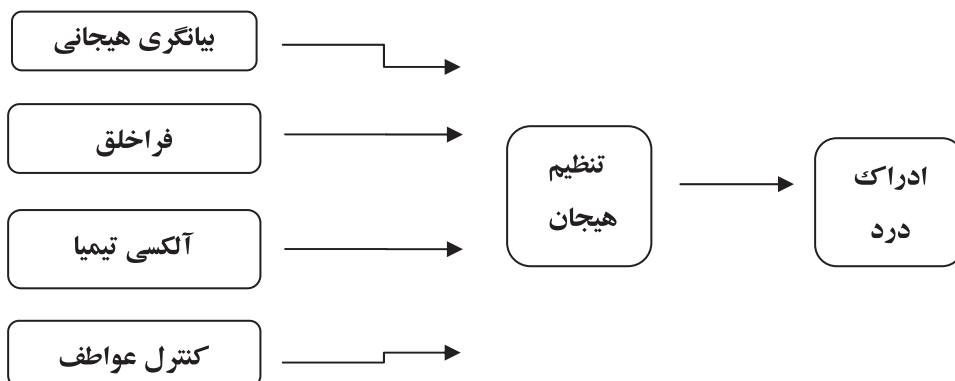 بیانگری هیجانی
فراخلق
آلکسی تیمیا
کنترل عواطف
تنظیم
هیجان
ادراک
درد